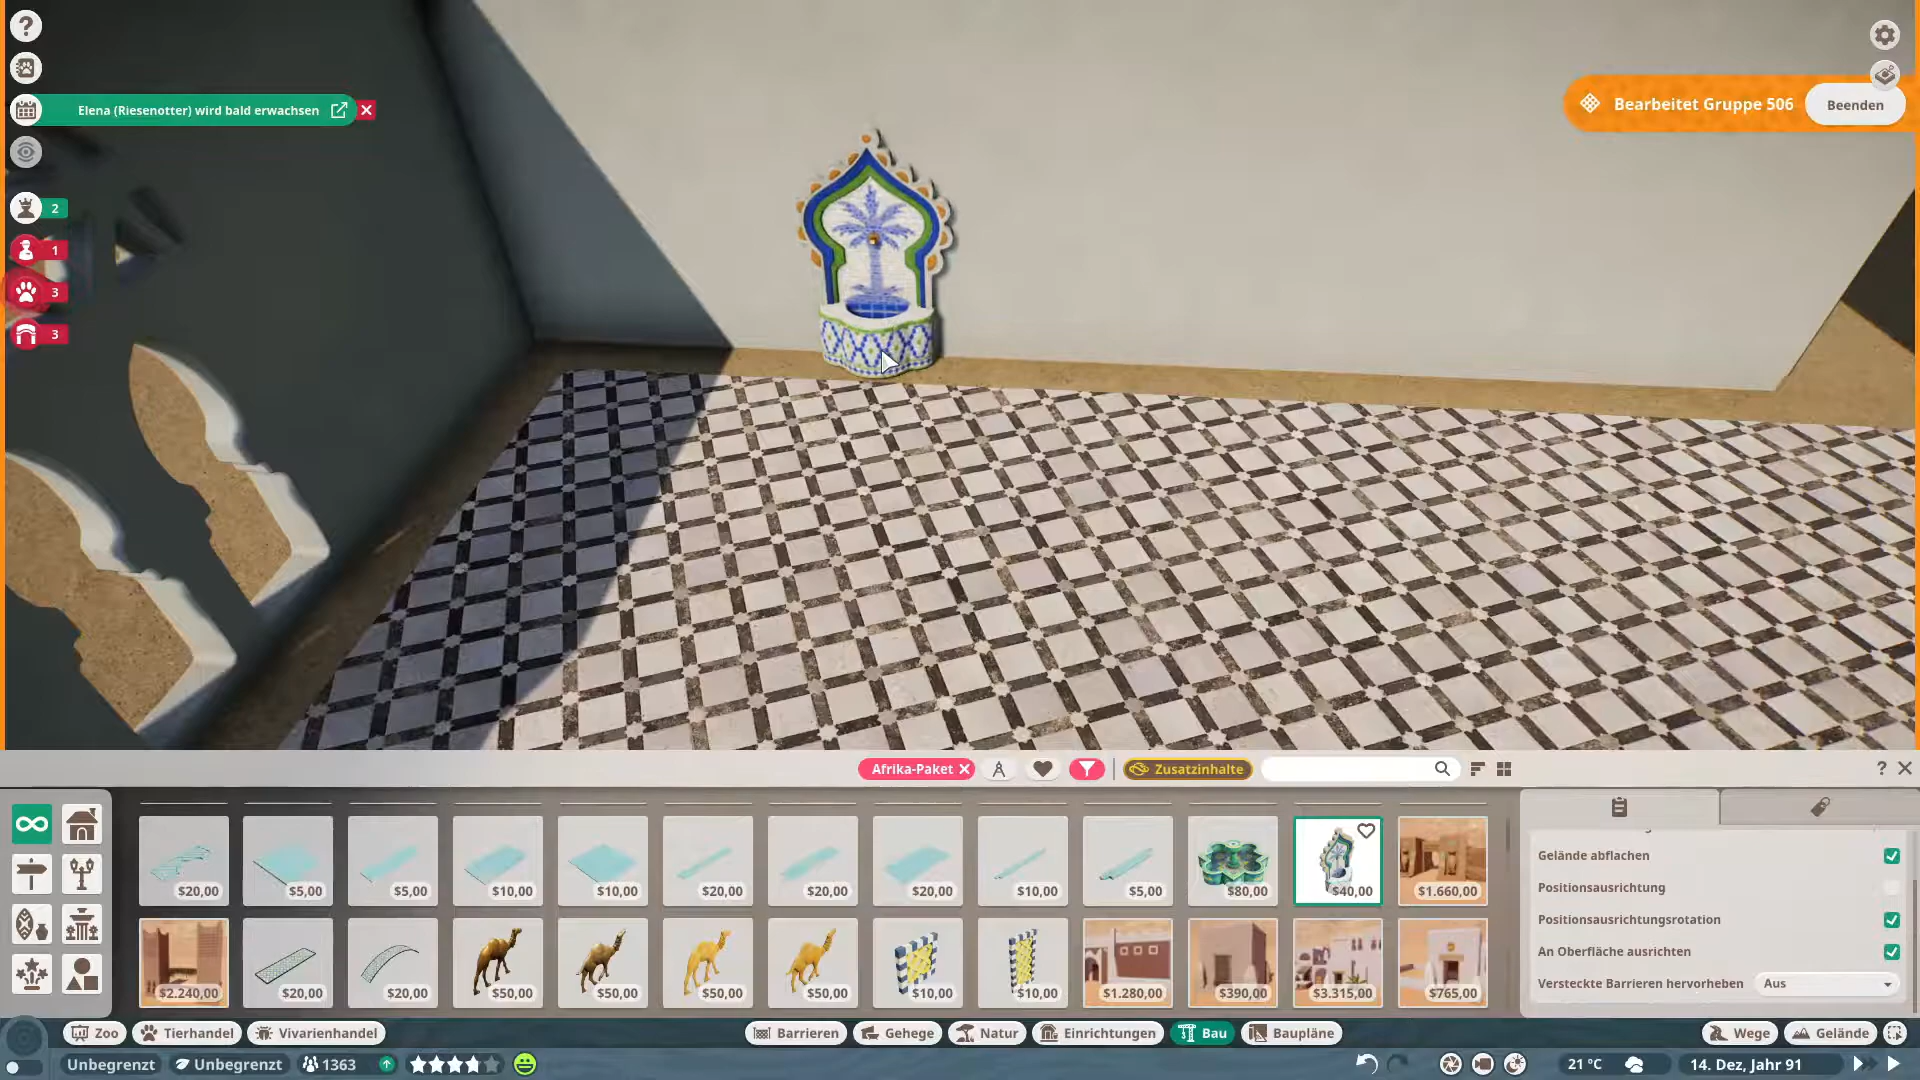 ?
Elena (Riesenotter) wird bald erwachsen
Bearbeitet Gruppe 506
Beenden
2
1
3
3
Afrika-Paket
Zusatzinhalte
?
$20,00
$5,00
$5,00
$10,00
$10,00
$20,00
$20,00
$20,00
$10,00
$5,00
$80,00
$40,00
$1.660,00
$2.240,00
$20,00
$20,00
$50,00
$50,00
$50,00
$50,00
$10,00
$10,00
$1.280,00
$390,00
$3.315,00
$765,00
Gelände abflachen
Positionsausrichtung
Positionsausrichtungsrotation
An Oberfläche ausrichten
Versteckte Barrieren hervorheben
Aus
Zoo
Tierhandel
Vivarienhandel
Barrieren
Gehege
Natur
Einrichtungen
Bau
Baupläne
Wege
Gelände
Unbegrenzt
Unbegrenzt
1363
21 °C
14. Dez, Jahr 91